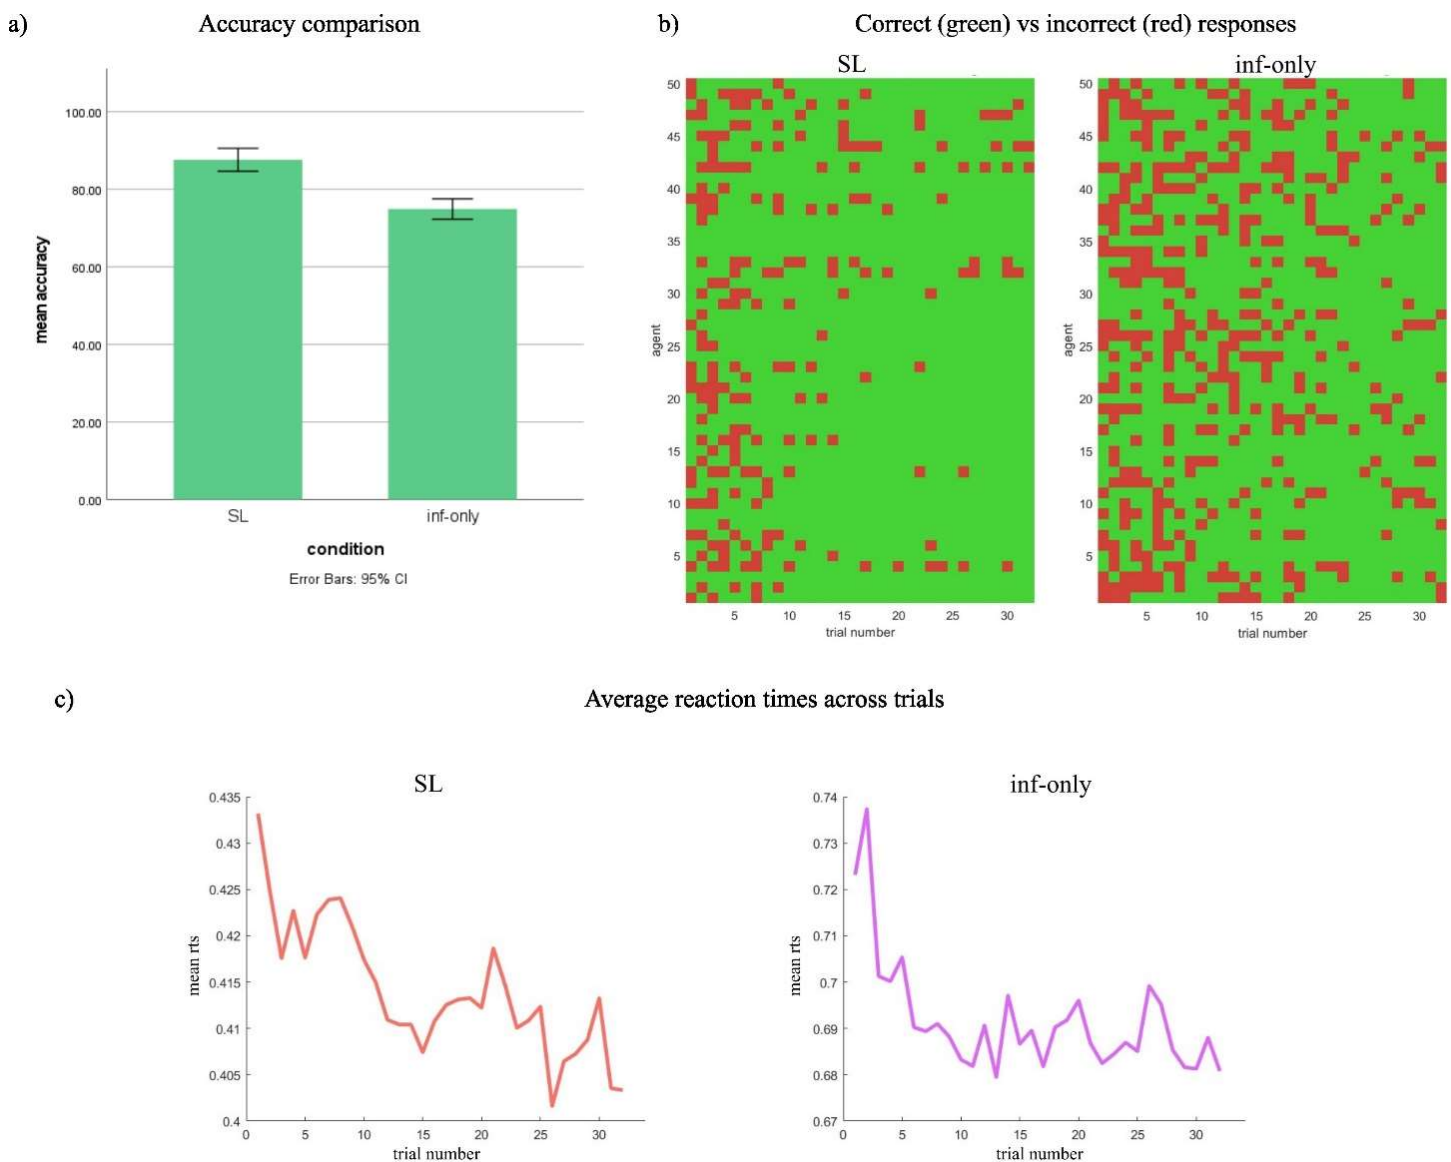 a)
Accuracy comparison
100.00
80.00
60.00
40.00
20.00
0.00
mean accuracy
SL
inf-only
condition
Error Bars: 95% CI
b)
Correct (green) vs incorrect (red) responses
SL
50
45
40
35
30
25
20
15
10
5
agent
5 10 15 20 25 30
trial number
inf-only
50
45
40
35
30
25
20
15
10
5
agent
5 10 15 20 25 30
trial number
c)
Average reaction times across trials
SL
0.435
0.43
0.425
0.42
0.415
0.41
0.405
0.4
mean rts
0 5 10 15 20 25 30
trial number
inf-only
0.74
0.73
0.72
0.71
0.7
0.69
0.68
0.67
mean rts
0 5 10 15 20 25 30
trial number